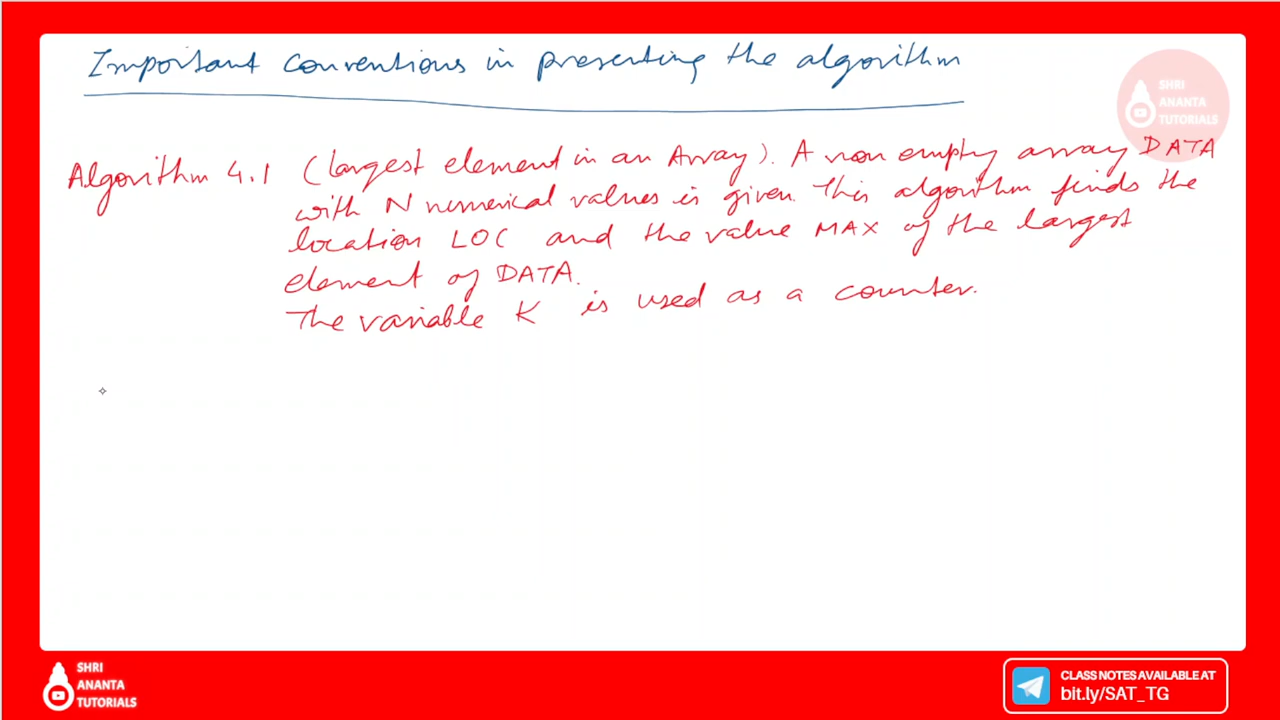 Important conventions in presenting the algorithm
SHRI
ANANTA
TUTORIALS
Algorithm 4.1 (largest element in an Array). A non empty array DATA
with N numerical values is given. This algorithm finds the
location LOC and the value MAX of the largest
element of DATA.
The variable K is used as a counter.
SHRI
ANANTA
TUTORIALS
CLASS NOTES AVAILABLE AT
bit.ly/SAT_TG